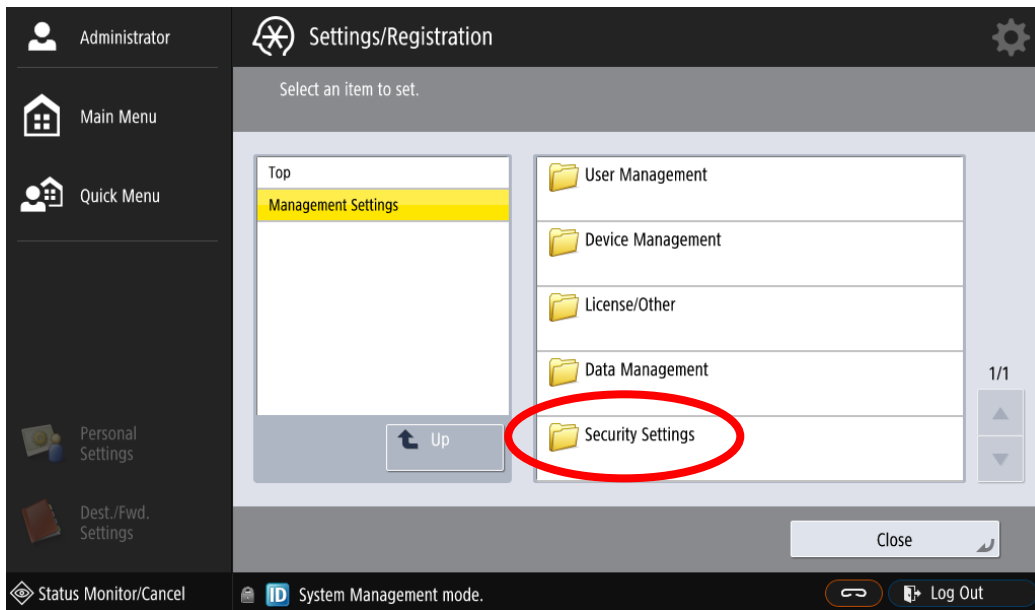 Administrator
Settings/Registration
Select an item to set.
Main Menu
Quick Menu
Top
Management Settings
Up
User Management
Device Management
License/Other
Data Management
Security Settings
1/1
Personal
Settings
Dest./Fwd.
Settings
Close
Status Monitor/Cancel
ID System Management mode.
Log Out